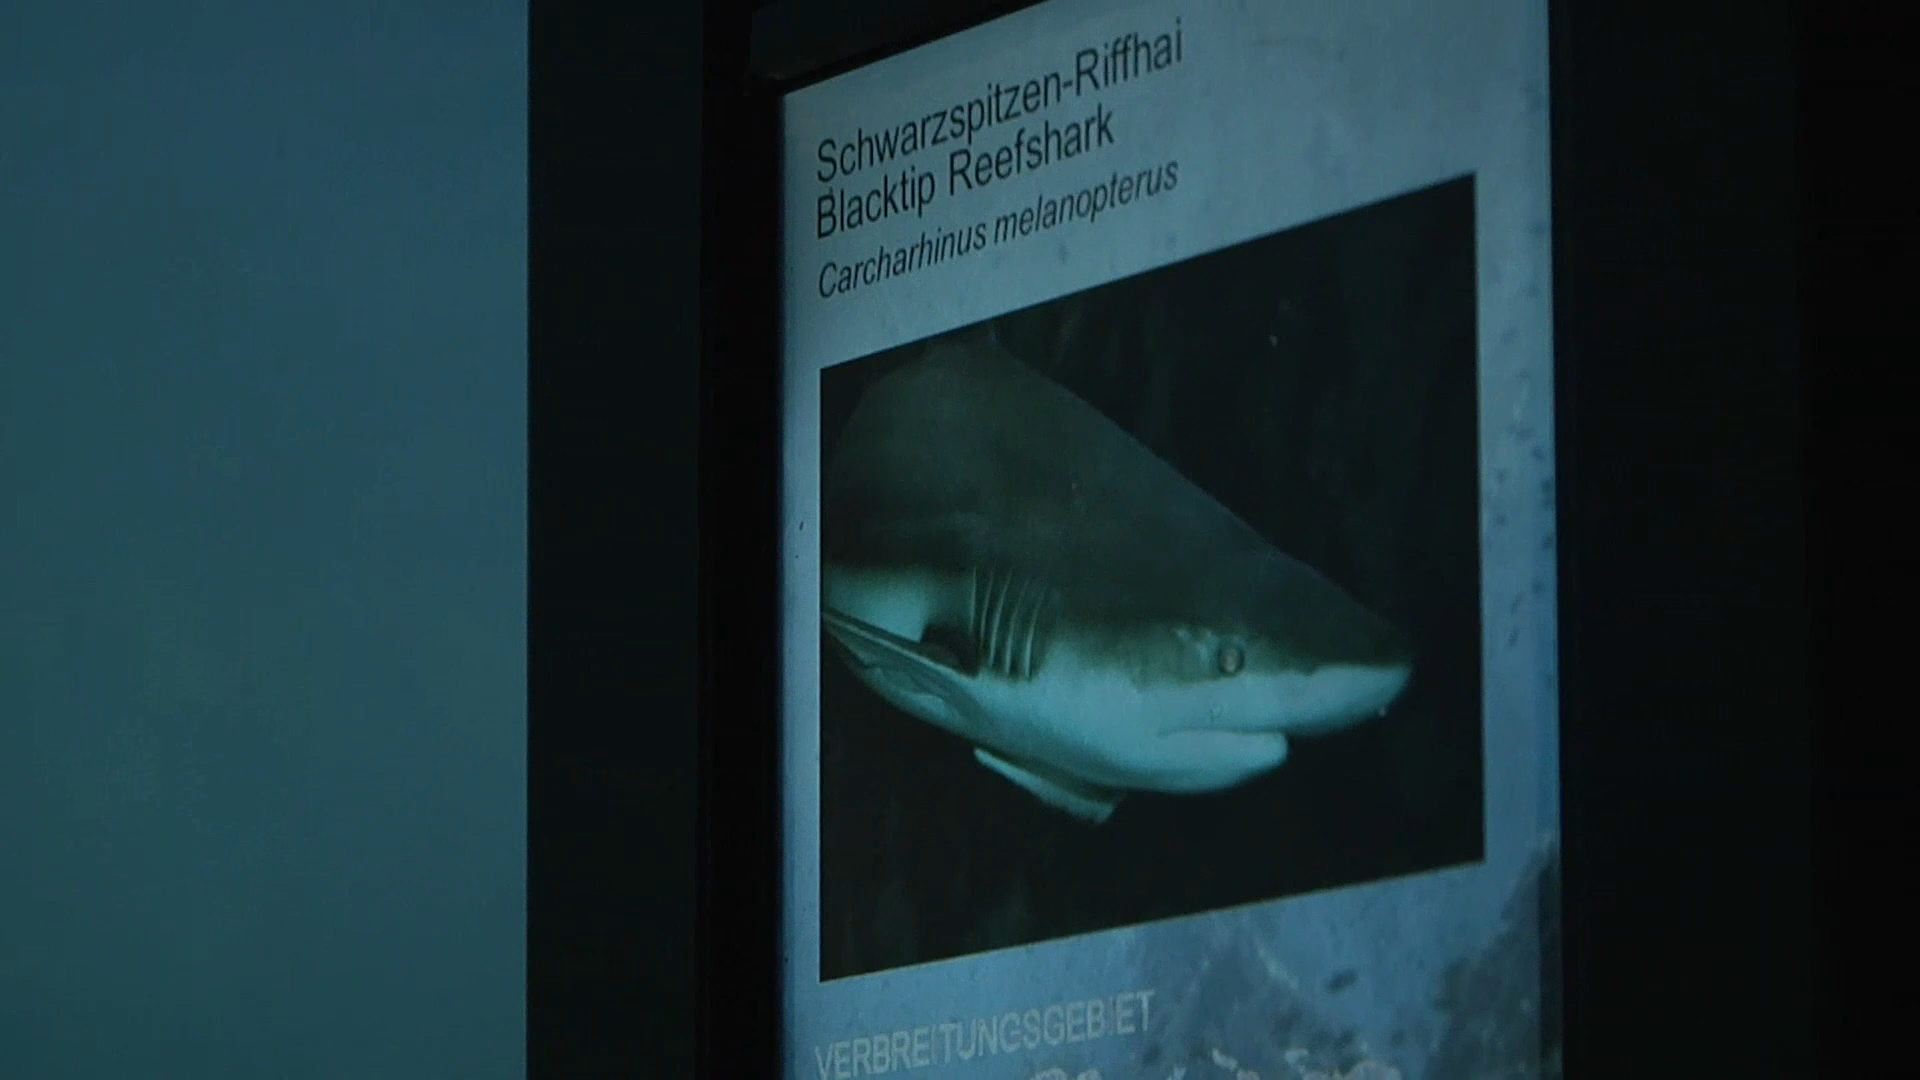 Schwarzspitzen-Riffhai
Blacktip Reefshark
Carcharhinus melanopterus
VERBREITUNGSGEBIET